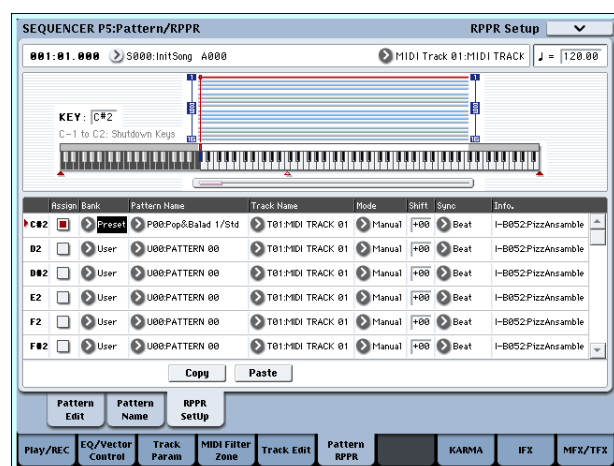 SEQUENCER P5:Pattern/RPPR RPPR Setup
001:01.000 S000:InitSong A000 MIDI Track 01:MIDI TRACK ♩= 120.00
1 1
KEY: C#2 8 8
C-1 to C2: Shutdown Keys
16 16
Assign Bank Pattern Name Track Name Mode Shift Sync Info.
C#2 Preset P00:Pop&Balad 1/Std T01:MIDI TRACK 01 Manual +00 Beat I-B052:PizzAnsamble
D2 User U00:PATTERN 00 T01:MIDI TRACK 01 Manual +00 Beat I-B052:PizzAnsamble
D#2 User U00:PATTERN 00 T01:MIDI TRACK 01 Manual +00 Beat I-B052:PizzAnsamble
E2 User U00:PATTERN 00 T01:MIDI TRACK 01 Manual +00 Beat I-B052:PizzAnsamble
F2 User U00:PATTERN 00 T01:MIDI TRACK 01 Manual +00 Beat I-B052:PizzAnsamble
F#2 User U00:PATTERN 00 T01:MIDI TRACK 01 Manual +00 Beat I-B052:PizzAnsamble
Copy Paste
Pattern Edit Pattern Name RPPR SetUp
Play/REC EQ/Vector Control Track Param MIDI Filter Zone Track Edit Pattern RPPR KARMA IFX MFX/TFX